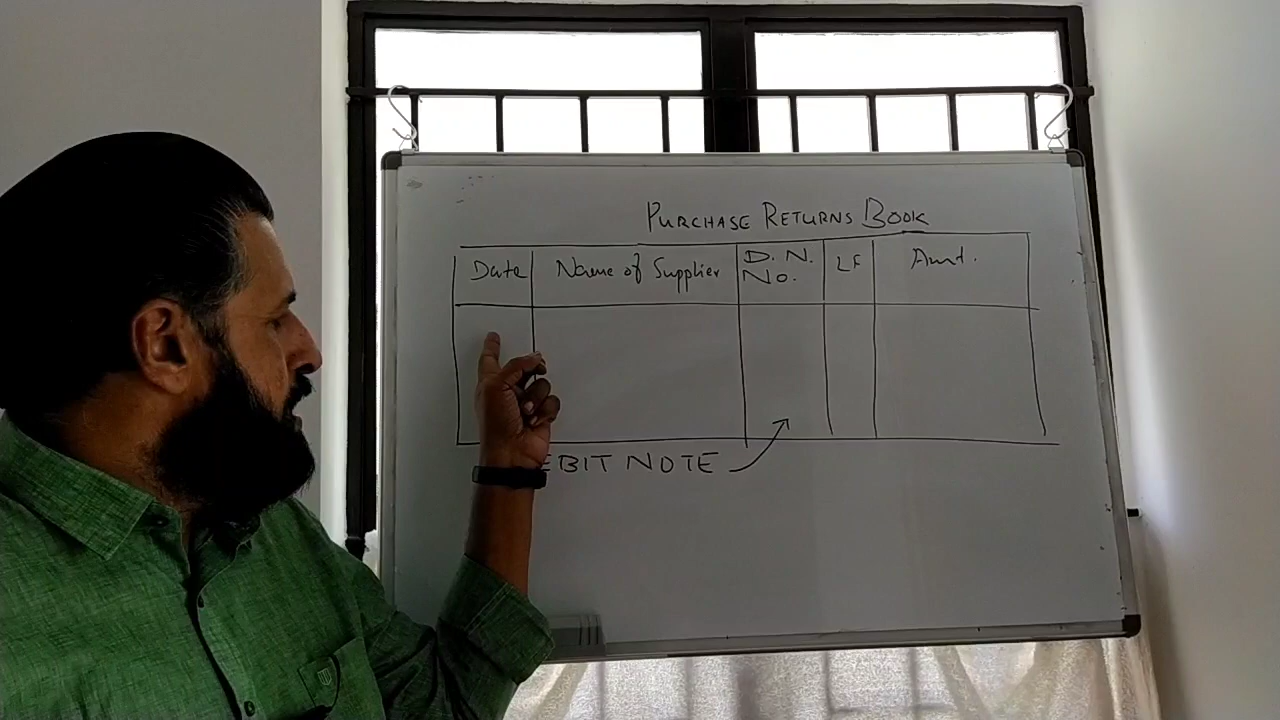 PURCHASE RETURNS BOOK
Date Name of Supplier D. N. No. LF Amt.
EBIT NOTE